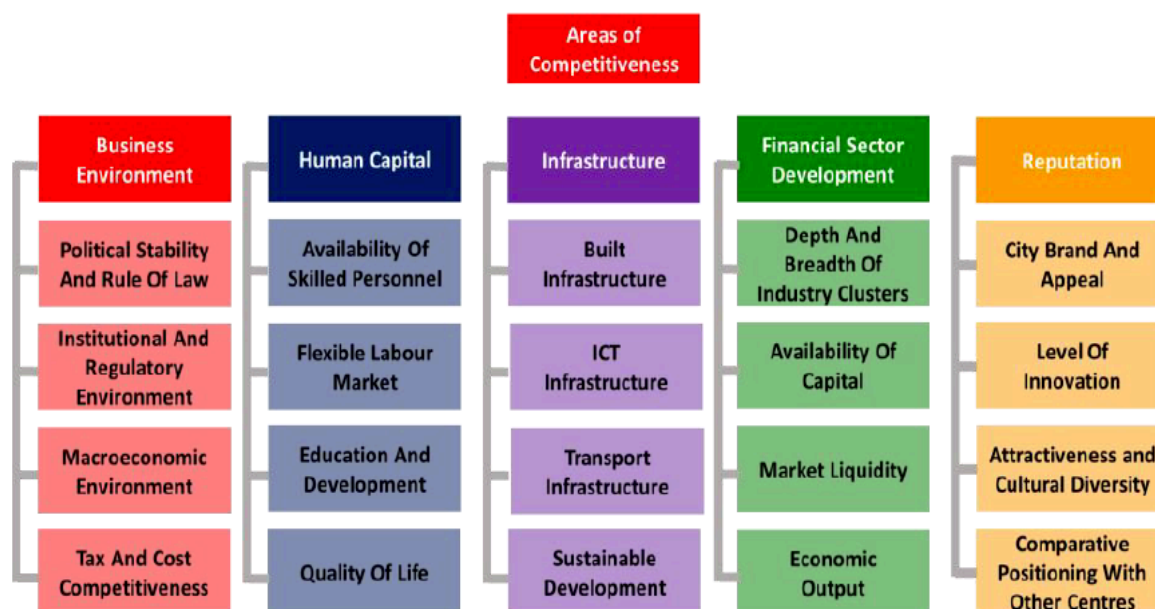 Areas of
Competitiveness
Business
Environment
Political Stability
And Rule Of Law
Institutional And
Regulatory
Environment
Macroeconomic
Environment
Tax And Cost
Competitiveness
Human Capital
Availability Of
Skilled Personnel
Flexible Labour
Market
Education And
Development
Quality Of Life
Infrastructure
Built
Infrastructure
ICT
Infrastructure
Transport
Infrastructure
Sustainable
Development
Financial Sector
Development
Depth And
Breadth Of
Industry Clusters
Availability Of
Capital
Market Liquidity
Economic
Output
Reputation
City Brand And
Appeal
Level Of
Innovation
Attractiveness and
Cultural Diversity
Comparative
Positioning With
Other Centres